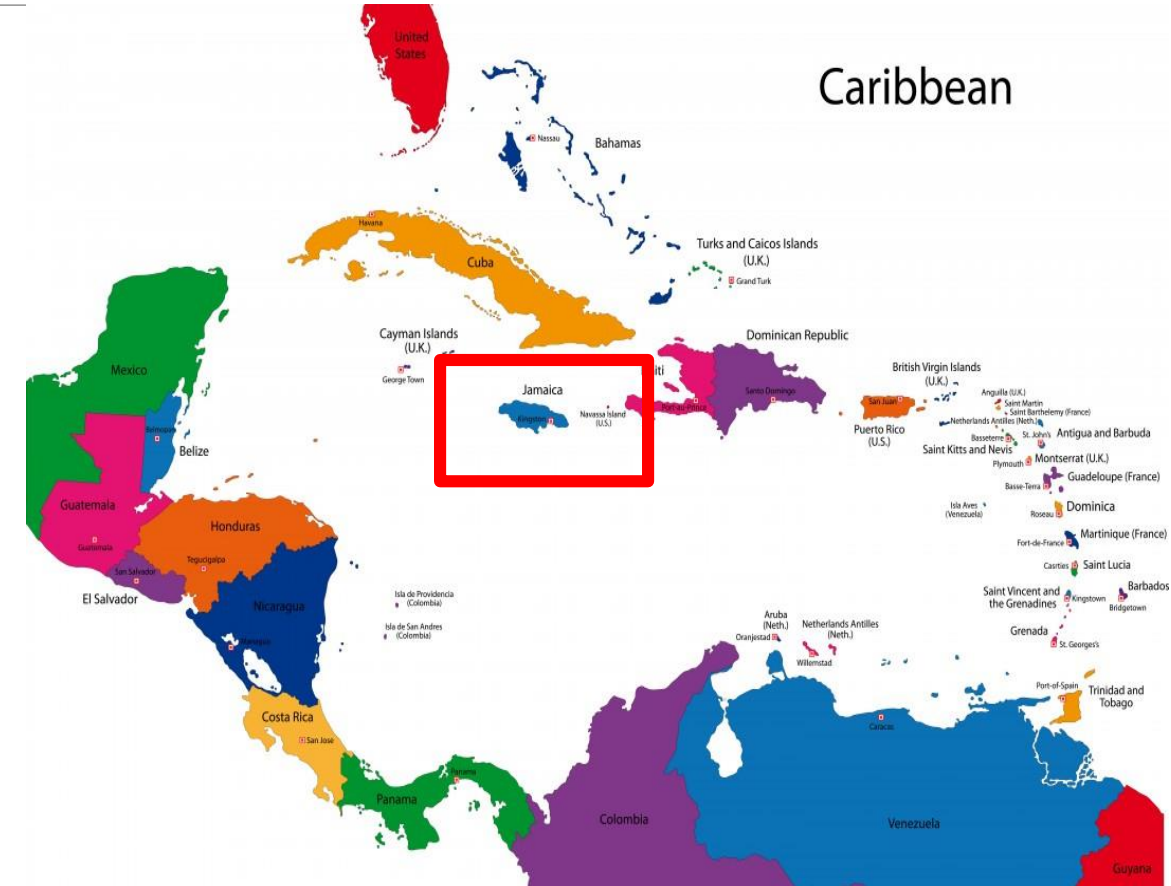 United
States
Caribbean
Nassau
Bahamas
Havana
Cuba
Turks and Caicos Islands
(U.K.)
Grand Turk
Cayman Islands
(U.K.)
George Town
Dominican Republic
Mexico
Jamaica
Kingston
Navassa Island
(U.S.)
iti
Port-au-Prince
Santo Domingo
San Juan
Puerto Rico
(U.S.)
British Virgin Islands
(U.K.)
Anguilla (U.K.)
Saint Martin
Saint Barthelemy (France)
Netherlands Antilles (Neth.)
Basseterre
St. John's
Antigua and Barbuda
Saint Kitts and Nevis
Plymouth
Montserrat (U.K.)
Guadeloupe (France)
Basse-Terra
Belmopan
Belize
Guatemala
Guatemala
Honduras
Tegucigalpa
San Salvador
El Salvador
Nicaragua
Managua
Isla de Providencia
(Colombia)
Isla de San Andres
(Colombia)
Isla Aves
(Venezuela)
Roseau
Dominica
Martinique (France)
Fort-de-France
Castries
Saint Lucia
Saint Vincent and
the Grenadines
Kingstown
Barbados
Bridgetown
Grenada
St. Georges's
Aruba
(Neth.)
Oranjestad
Netherlands Antilles
(Neth.)
Willemstad
Port-of-Spain
Trinidad and
Tobago
Costa Rica
San Jose
Panama
Panama
Caracas
Colombia
Venezuela
Guyana